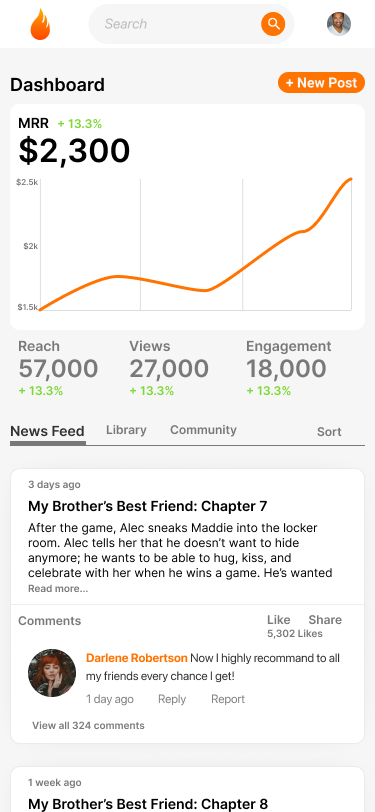 Search
Dashboard
+ New Post
MRR + 13.3%
$2,300
$2.5k
$2k
$1.5k
Reach Views Engagement
57,000 27,000 18,000
+ 13.3% + 13.3% + 13.3%
News Feed Library Community Sort
3 days ago
My Brother's Best Friend: Chapter 7
After the game, Alec sneaks Maddie into the locker
room. Alec tells her that he doesn't want to hide
anymore; he wants to be able to hug, kiss, and
celebrate with her when he wins a game. He's wanted
Read more...
Comments Like Share
5,302 Likes
Darlene Robertson Now I highly recommand to all
my friends every chance I get!
1 day ago Reply Report
View all 324 comments
1 week ago
My Brother's Best Friend: Chapter 8